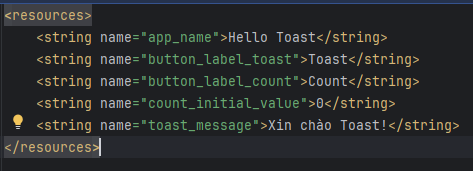 <resources>
    <string name="app_name">Hello Toast</string>
    <string name="button_label_toast">Toast</string>
    <string name="button_label_count">Count</string>
    <string name="count_initial_value">0</string>
    <string name="toast_message">Xin chào Toast!</string>
</resources>